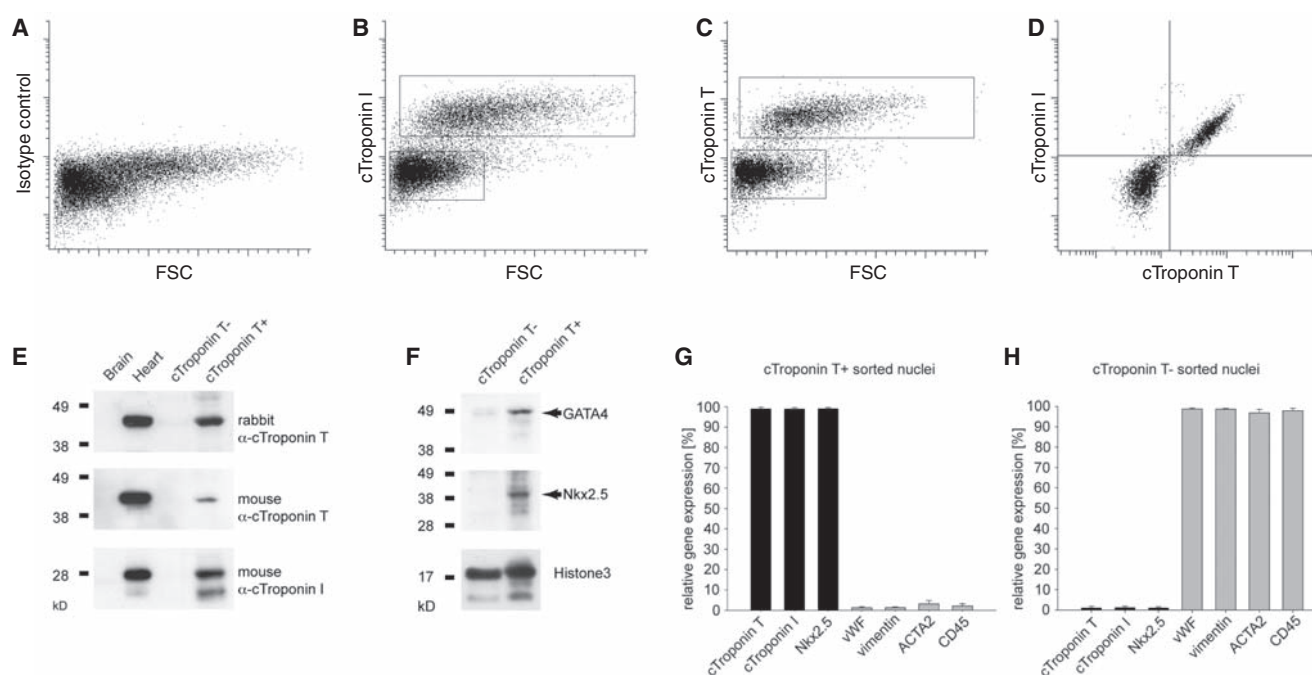 A
Isotype control
FSC
B
cTroponin I
FSC
C
cTroponin T
FSC
D
cTroponin I
cTroponin T
E
Brain
Heart
cTroponin T-
cTroponin T+
49
38
rabbit
α-cTroponin T
49
38
mouse
α-cTroponin T
28
kD
mouse
α-cTroponin I
F
cTroponin T-
cTroponin T+
49
38
GATA4
49
38
28
Nkx2.5
17
kD
Histone3
G
cTroponin T+ sorted nuclei
relative gene expression [%]
100
90
80
70
60
50
40
30
20
10
0
cTroponin T
cTroponin I
Nkx2.5
vWF
vimentin
ACTA2
CD45
H
cTroponin T- sorted nuclei
relative gene expression [%]
100
90
80
70
60
50
40
30
20
10
0
cTroponin T
cTroponin I
Nkx2.5
vWF
vimentin
ACTA2
CD45